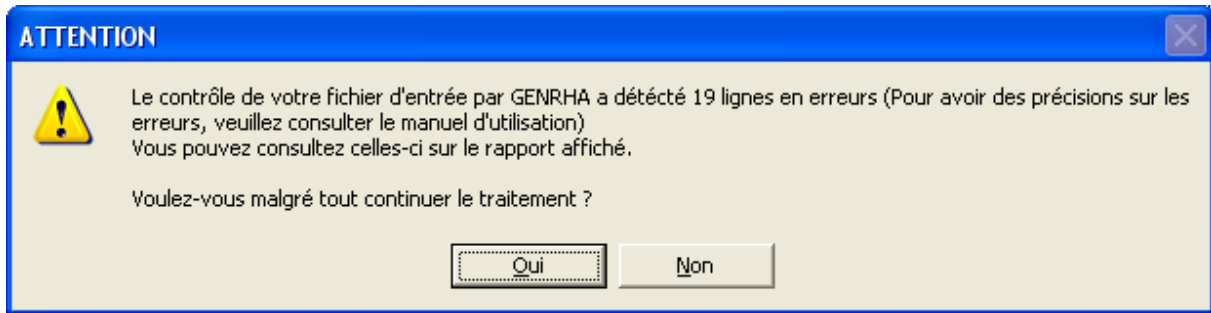 ATTENTION
Le contrôle de votre fichier d'entrée par GENRHA a détécté 19 lignes en erreurs (Pour avoir des précisions sur les
erreurs, veuillez consulter le manuel d'utilisation)
Vous pouvez consultez celles-ci sur le rapport affiché.
Voulez-vous malgré tout continuer le traitement ?
Oui
Non